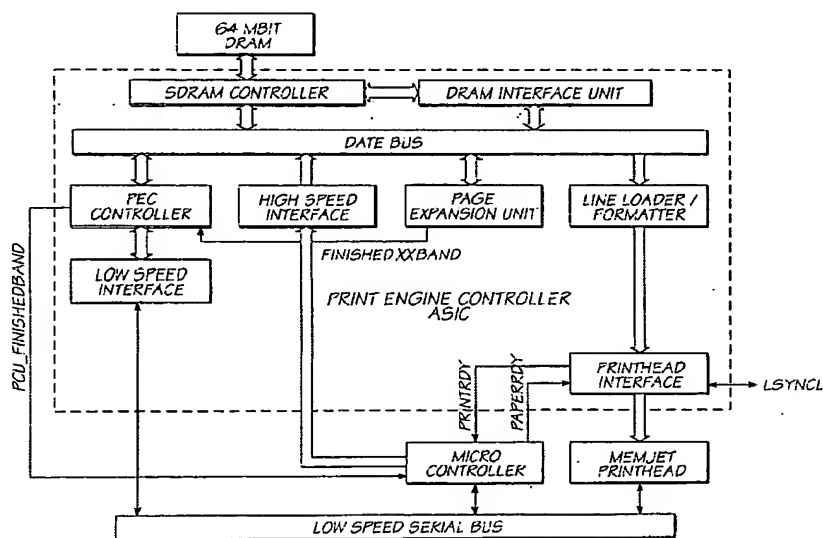 64 MBIT
DRAM
SDRAM CONTROLLER
DRAM INTERFACE UNIT
DATE BUS
PEC
CONTROLLER
HIGH SPEED
INTERFACE
PAGE
EXPANSION UNIT
LINE LOADER /
FORMATTER
FINISHED XXBAND
LOW SPEED
INTERFACE
PRINT ENGINE CONTROLLER
ASIC
PCU_FINISHEDBAND
PRINTRDY
PAPERRDY
PRINTHEAD
INTERFACE
LSYNCL
MICRO
CONTROLLER
MEMJET
PRINTHEAD
LOW SPEED SERIAL BUS